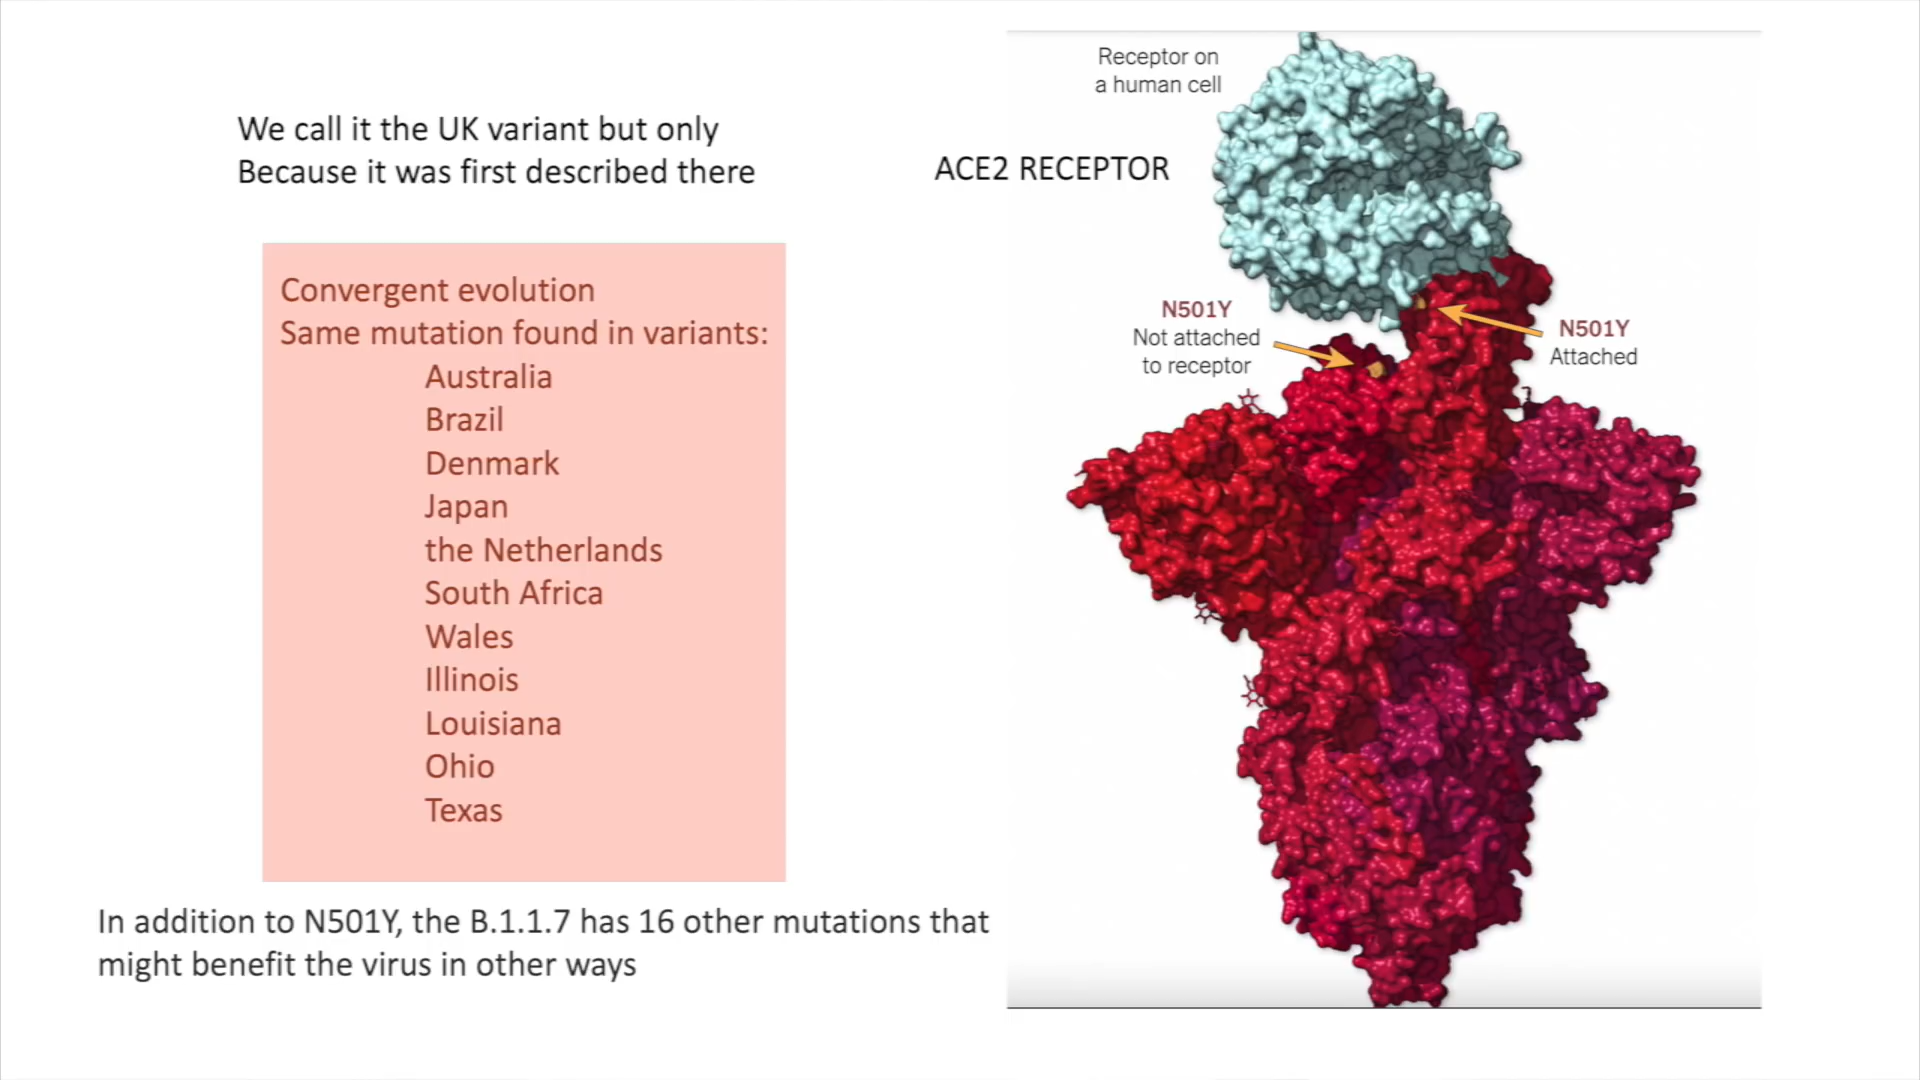 We call it the UK variant but only
Because it was first described there
Convergent evolution
Same mutation found in variants:
Australia
Brazil
Denmark
Japan
the Netherlands
South Africa
Wales
Illinois
Louisiana
Ohio
Texas
In addition to N501Y, the B.1.1.7 has 16 other mutations that
might benefit the virus in other ways
Receptor on
a human cell
ACE2 RECEPTOR
N501Y
Not attached
to receptor
N501Y
Attached